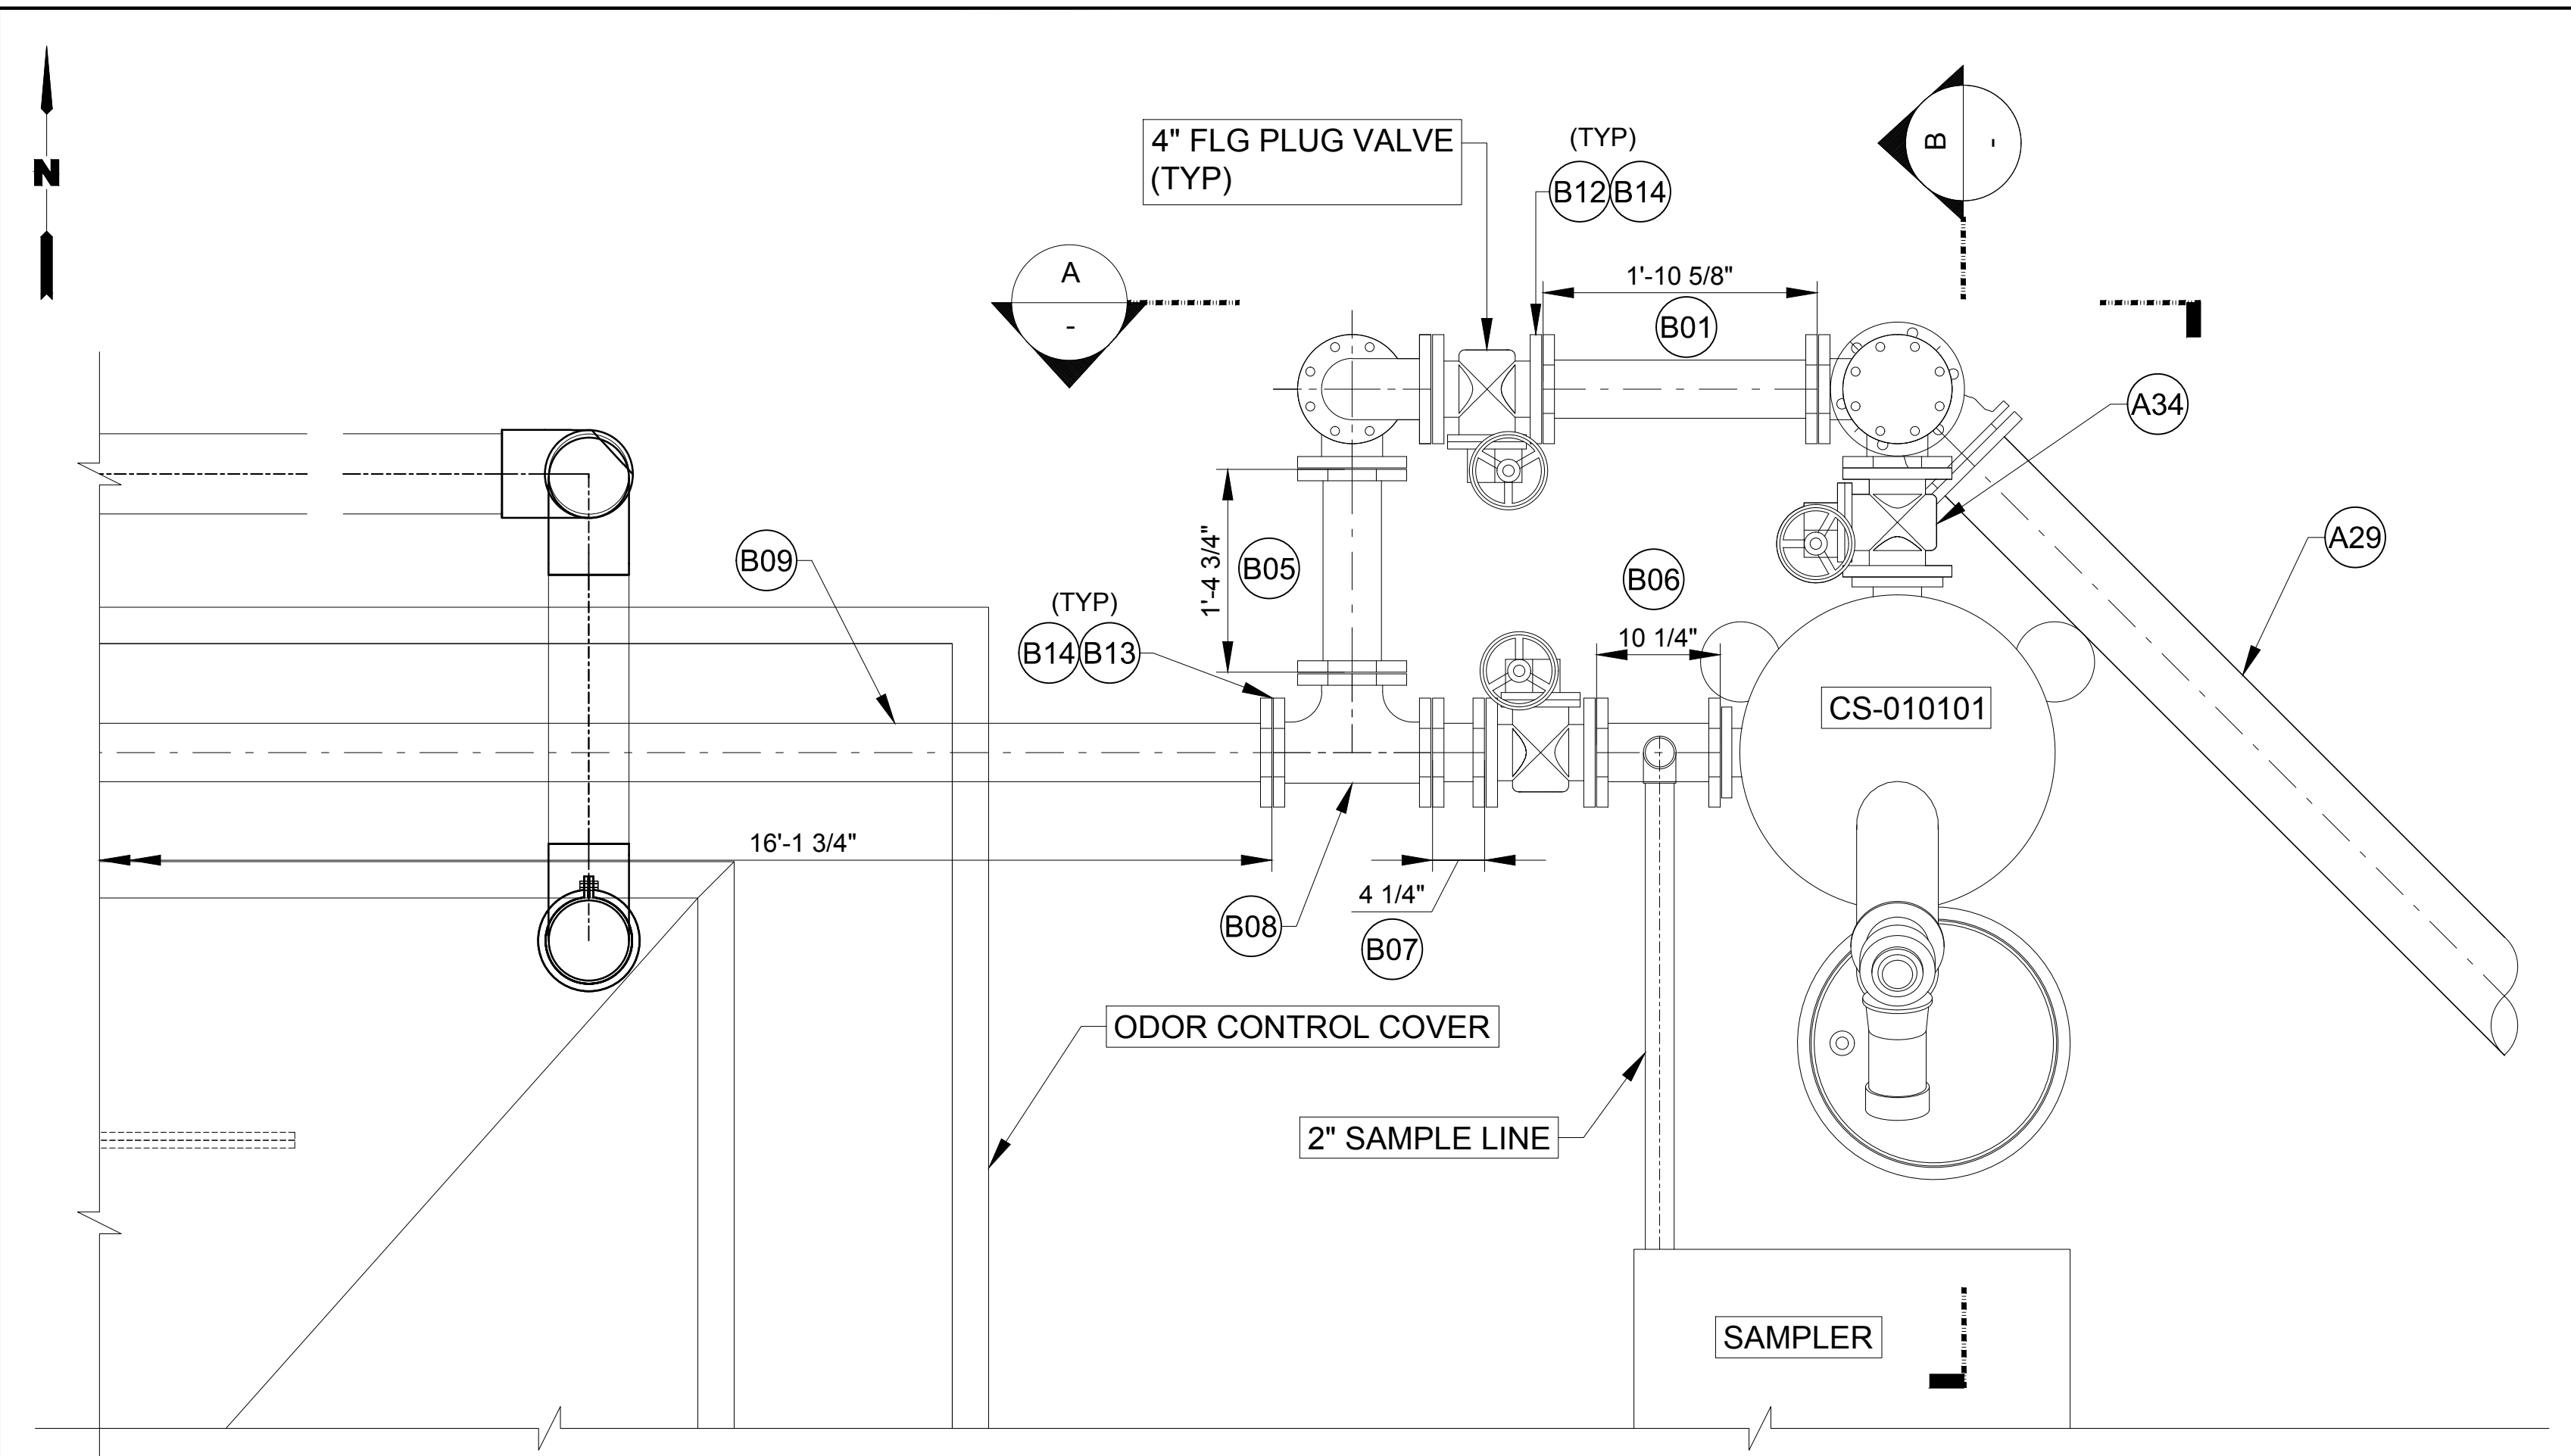 N
4" FLG PLUG VALVE
(TYP)
(TYP)
B12 B14
B
-
A
-
1'-10 5/8"
B01
A34
A29
B09
1'-4 3/4"
B05
B06
(TYP)
B14 B13
10 1/4"
CS-010101
16'-1 3/4"
4 1/4"
B08
B07
ODOR CONTROL COVER
2" SAMPLE LINE
SAMPLER